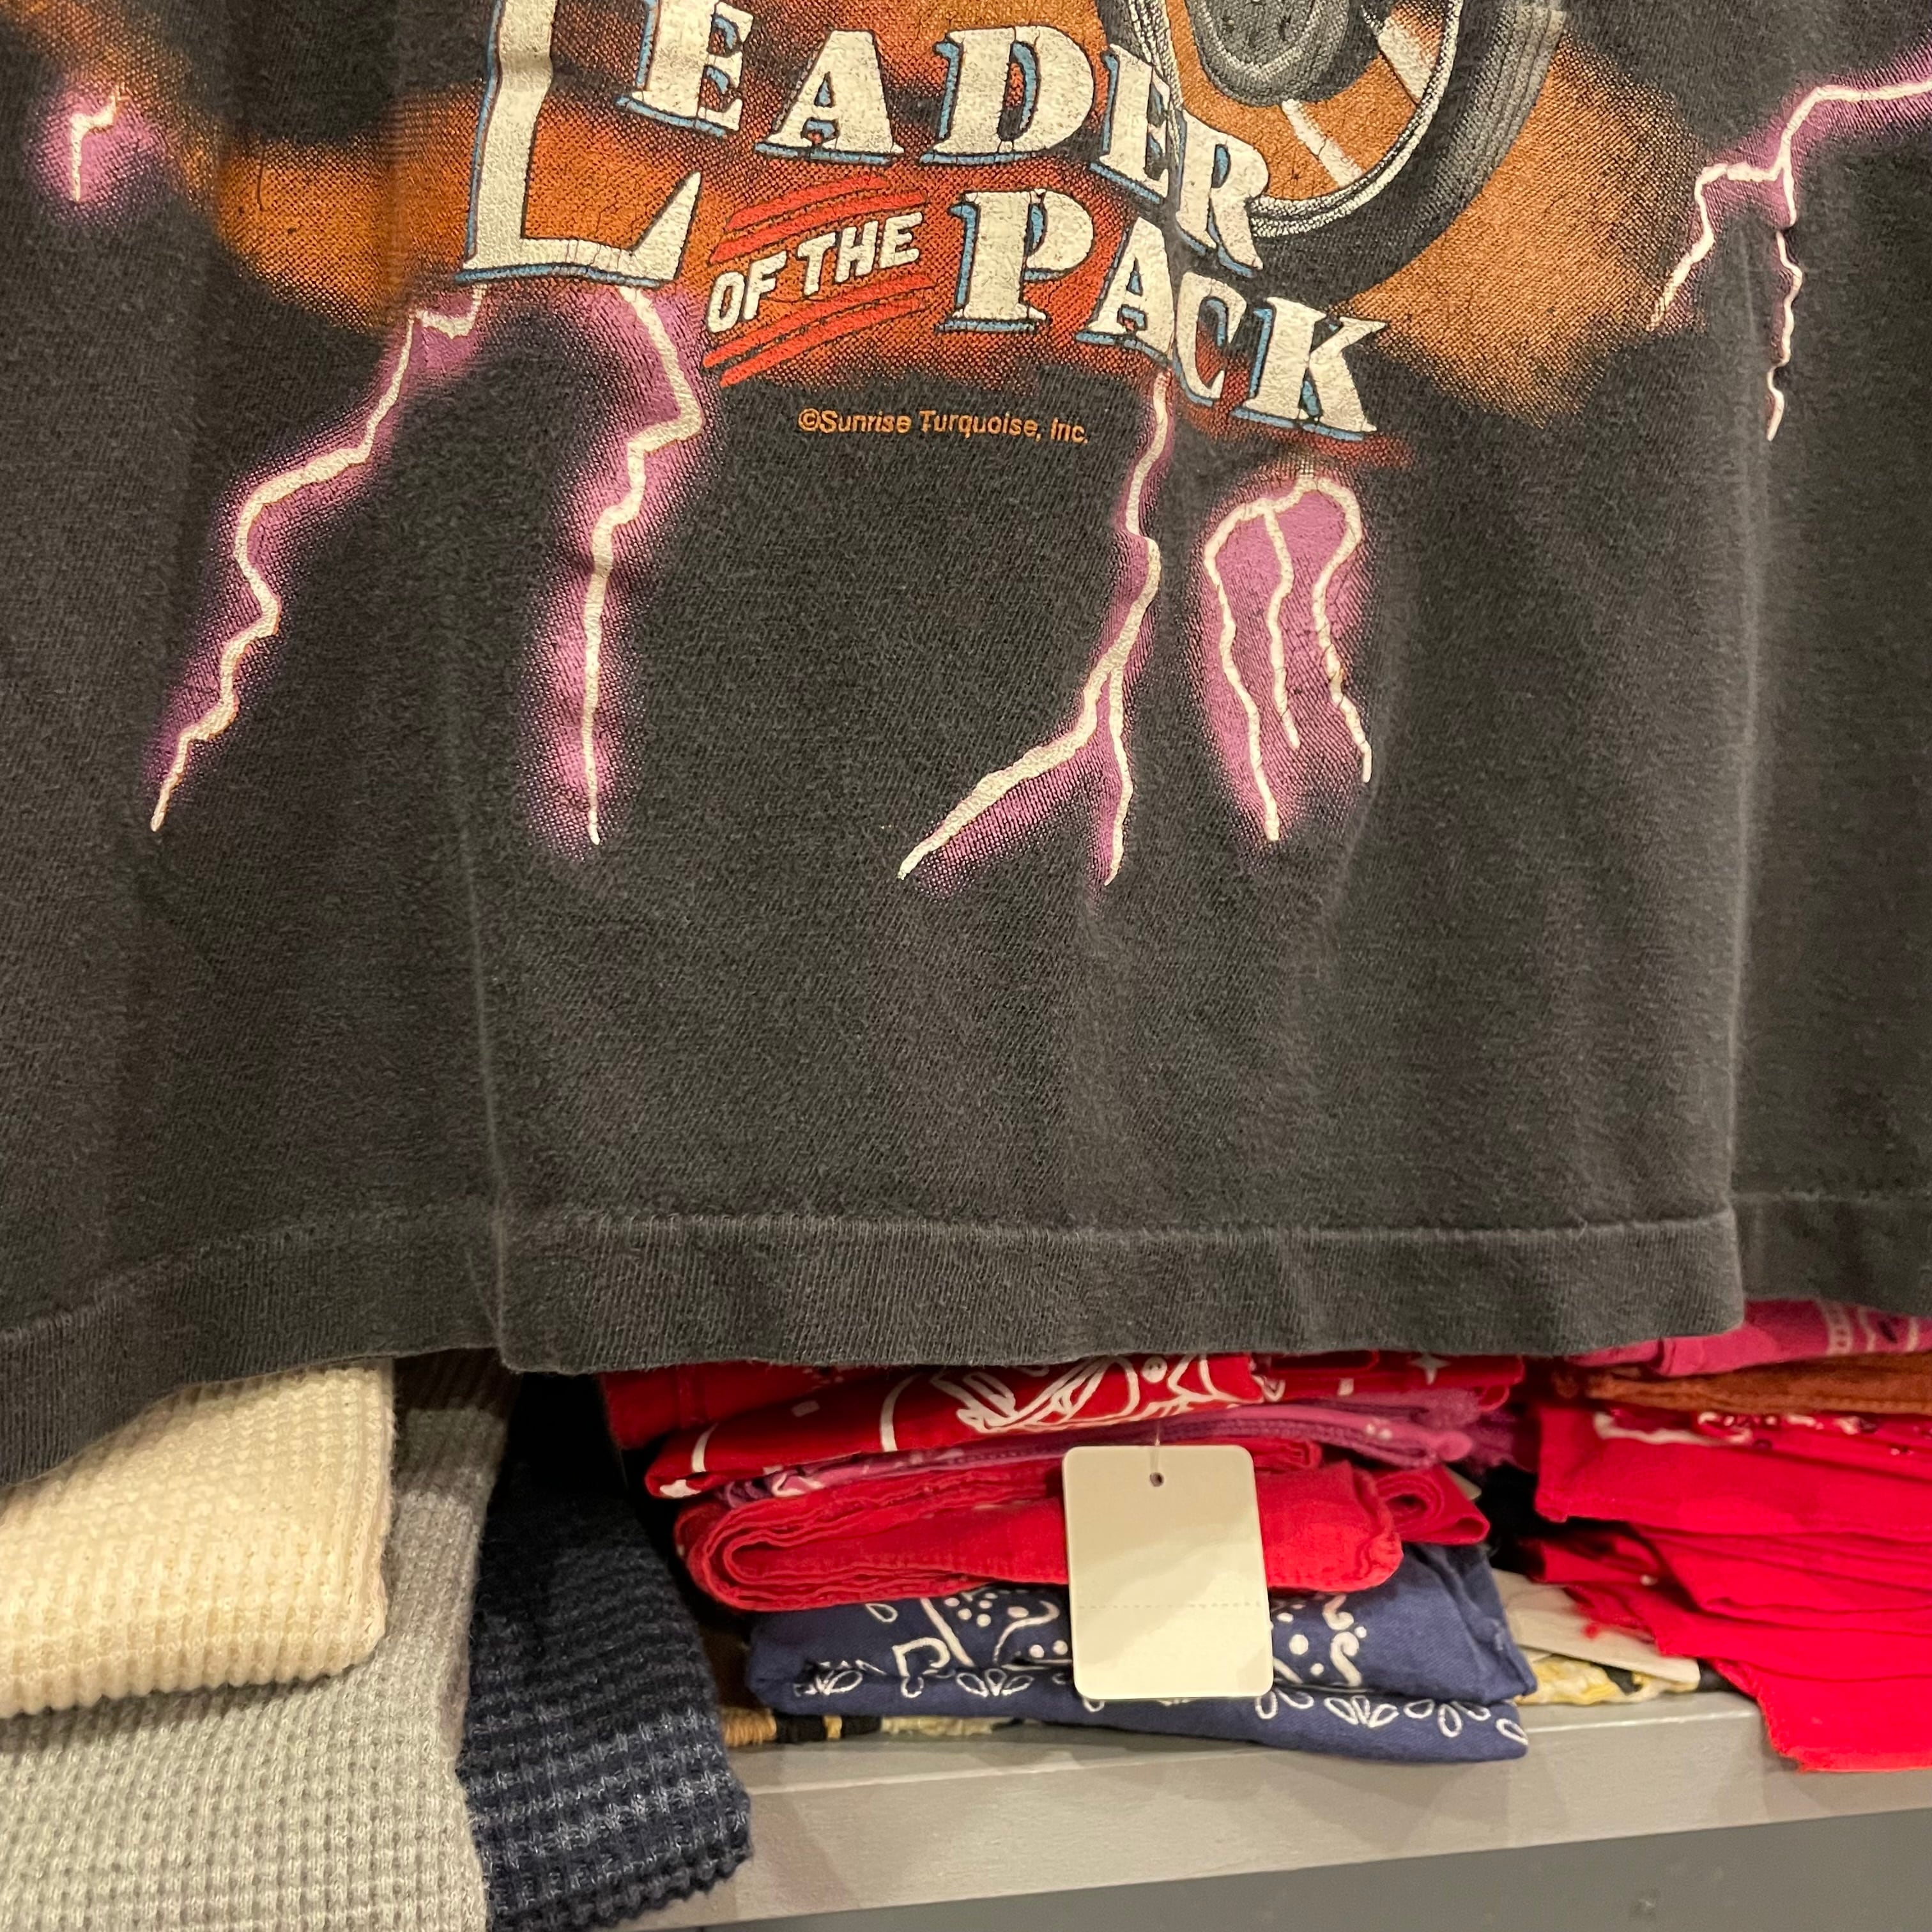 LEADER
OF THE PACK
©Sunrise Turquoise, Inc.